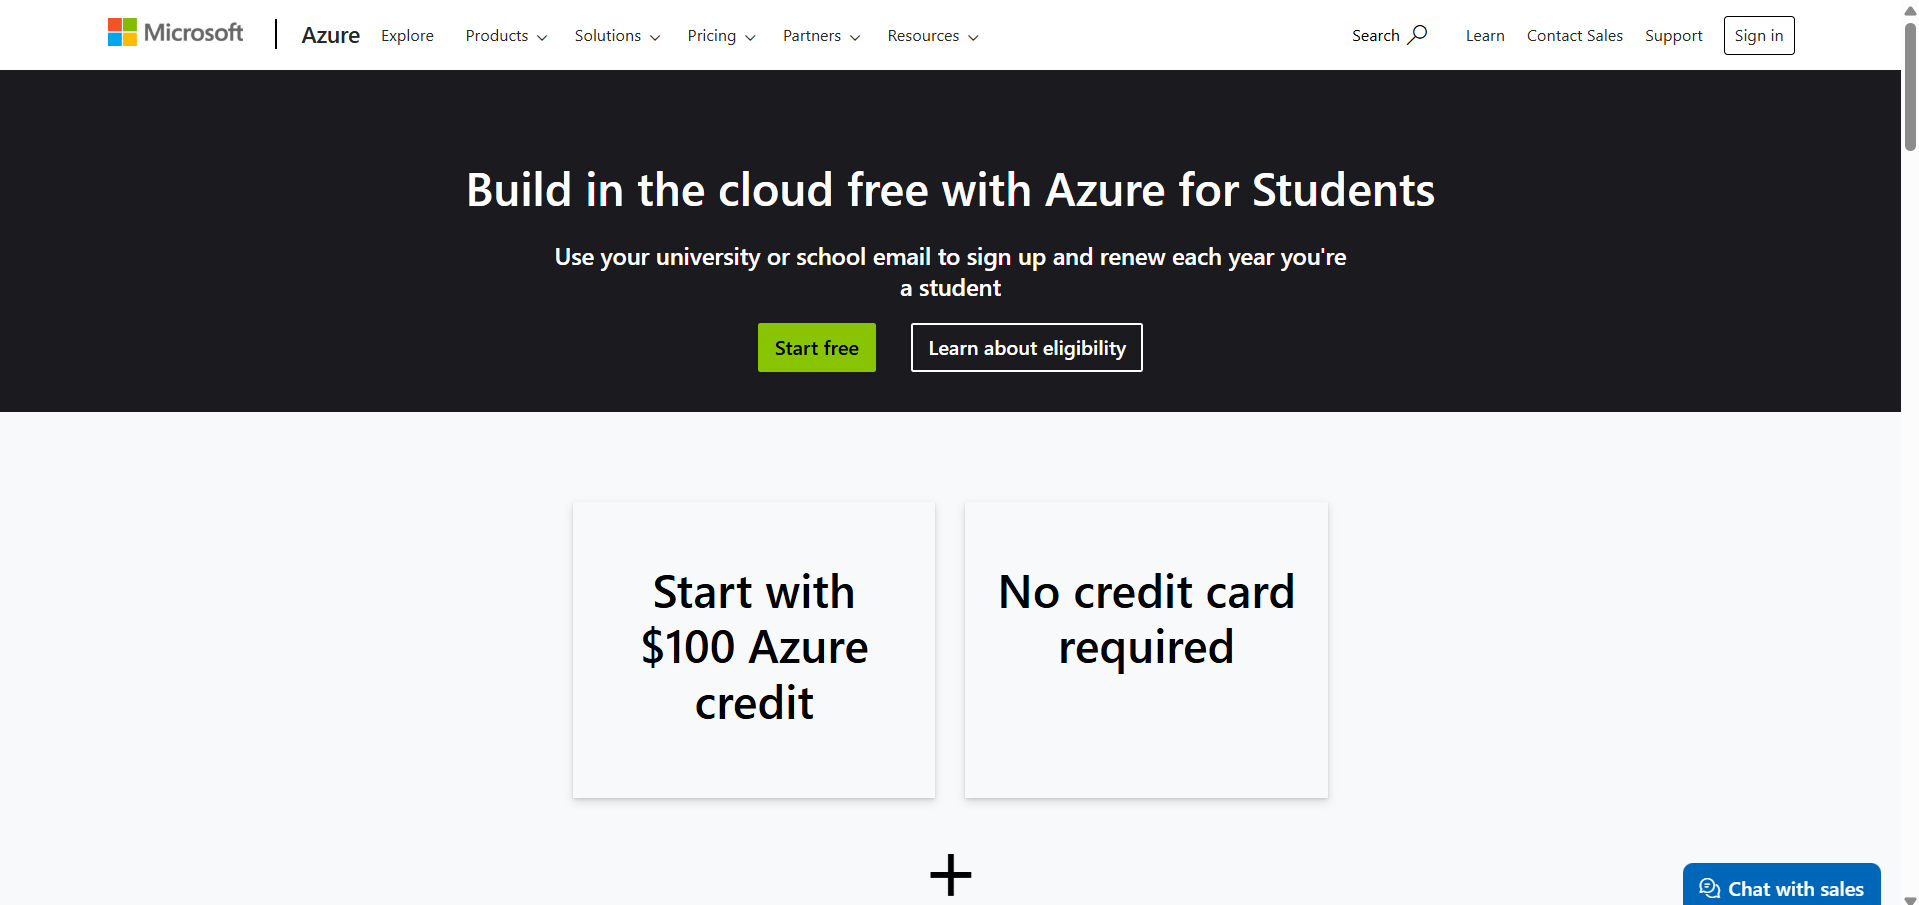 Microsoft
Azure
Explore
Products
Solutions
Pricing
Partners
Resources
Search
Learn
Contact Sales
Support
Sign in
Build in the cloud free with Azure for Students
Use your university or school email to sign up and renew each year you're
a student
Start free
Learn about eligibility
Start with
$100 Azure
credit
No credit card
required
+
Chat with sales